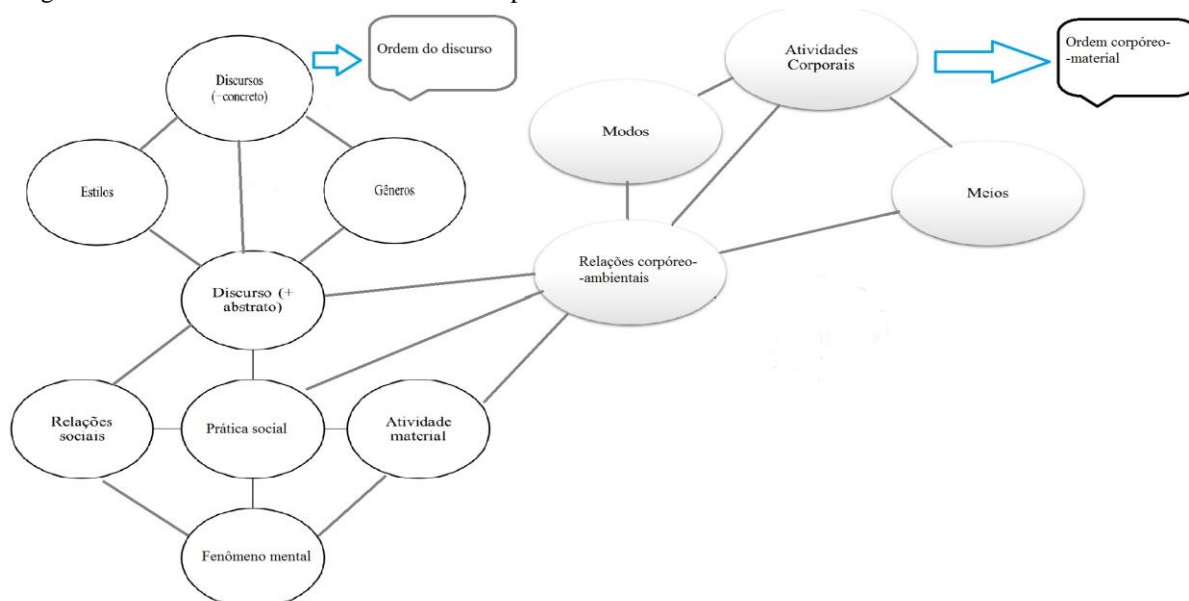 Ordem do discurso
Discursos
(−concreto)
Estilos
Gêneros
Discurso (+
abstrato)
Relações
sociais
Prática social
Atividade
material
Fenômeno mental
Atividades
Corporais
Ordem corpóreo-
-material
Modos
Meios
Relações corpóreo-
-ambientais